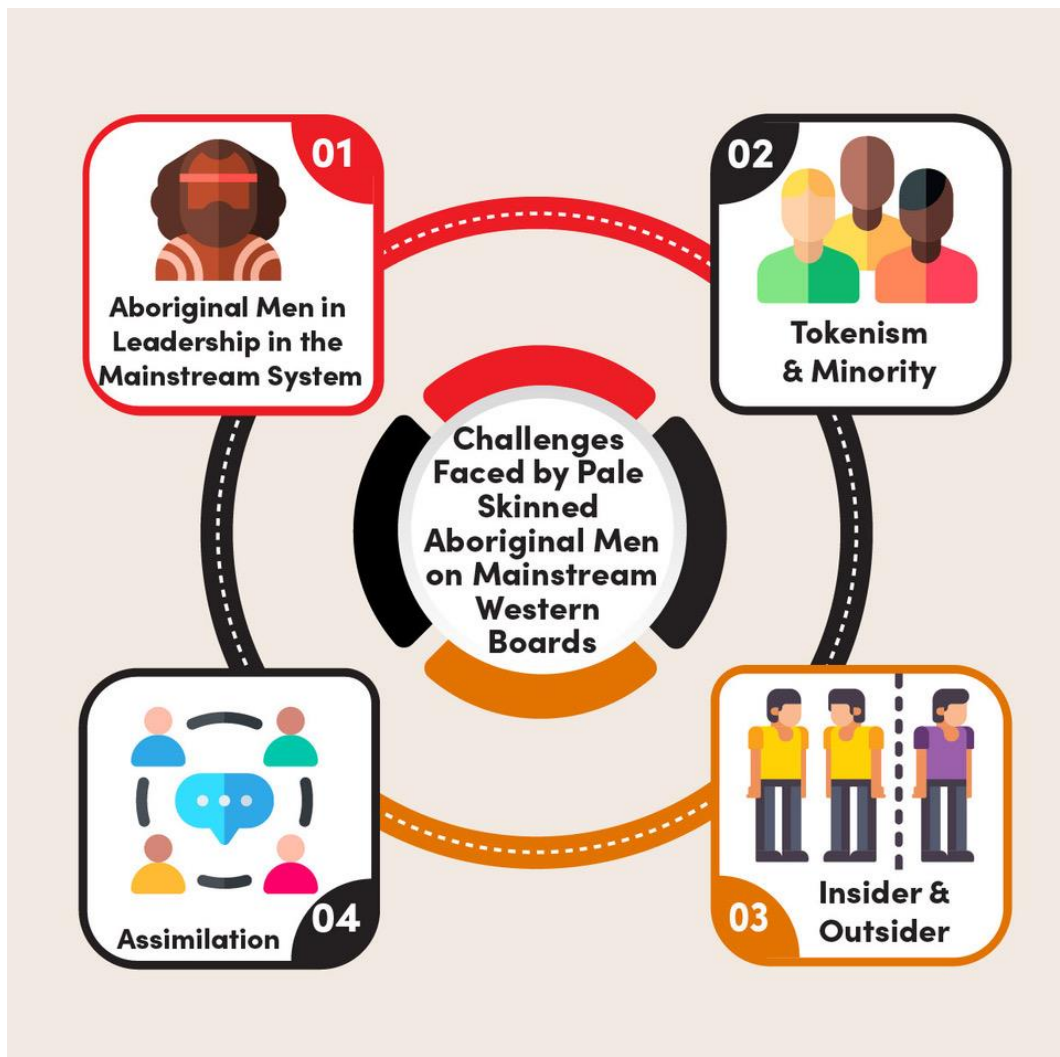 01
Aboriginal Men in
Leadership in the
Mainstream System
02
Tokenism
& Minority
Challenges
Faced by Pale
Skinned
Aboriginal Men
on Mainstream
Western
Boards
03
Insider &
Outsider
04
Assimilation